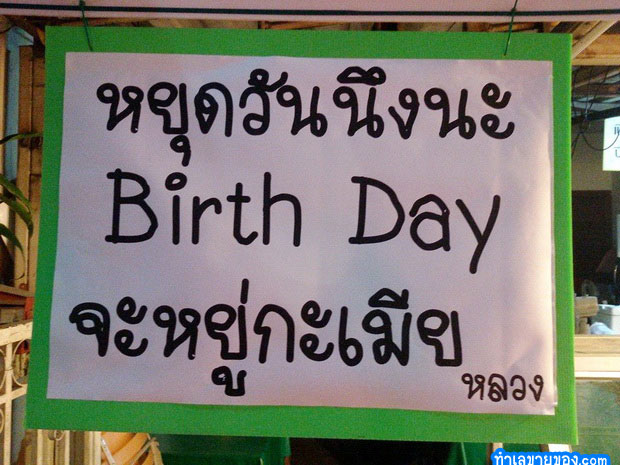 หยุดวันนึงนะ
Birth Day
จะหยู่กะเมีย
หลวง
ทำเลขายของ.com